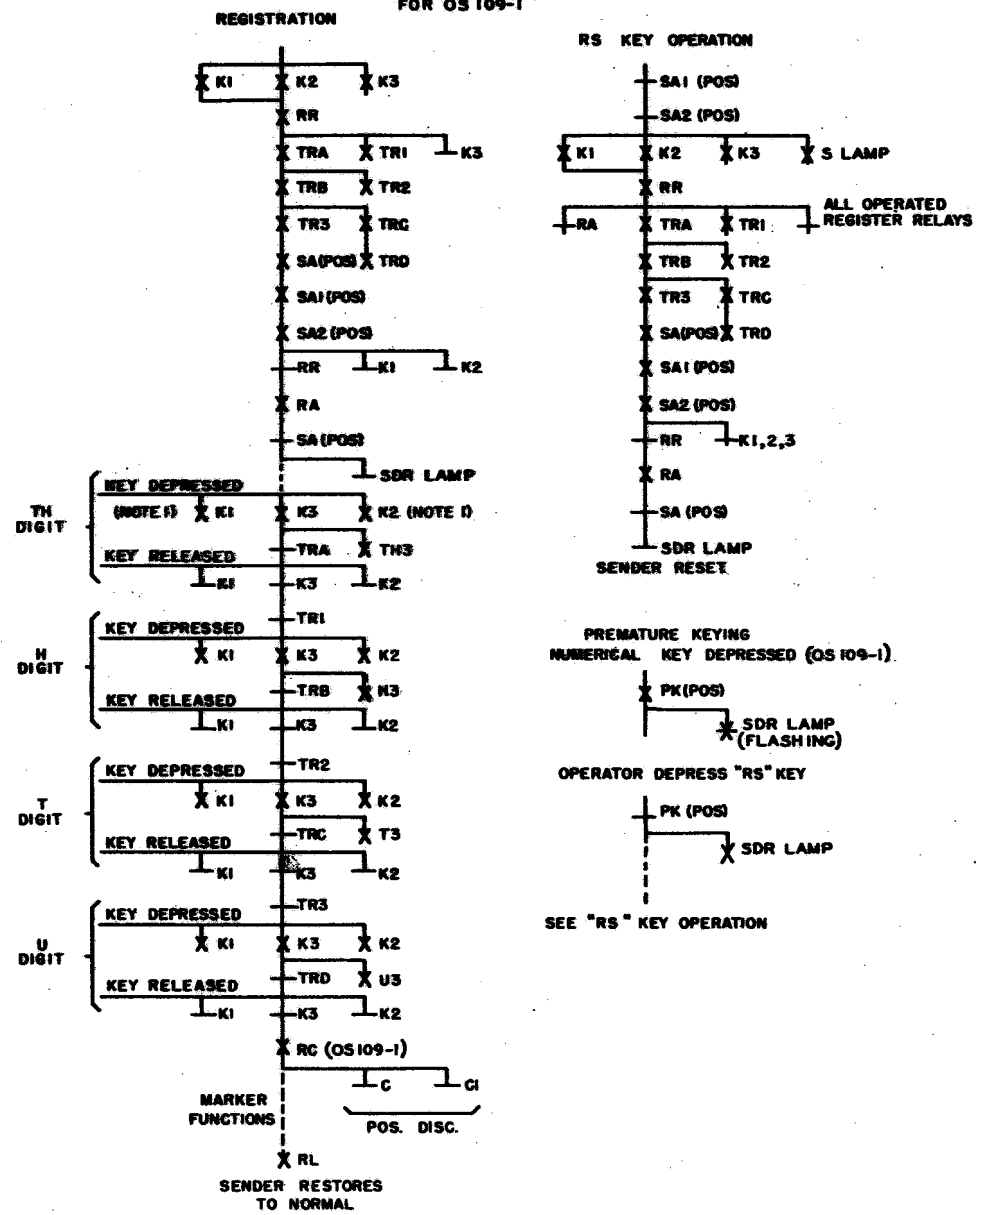 FOR OS 109-1
REGISTRATION
K1 K2 K3
RR
TRA TR1 K3
TRB TR2
TR3 TRC
SA(POS) TRD
SA1(POS)
SA2(POS)
RR K1 K2
RA
SA(POS)
SDR LAMP
TH DIGIT
KEY DEPRESSED
(NOTE 1) K1 K3 K2 (NOTE 1)
TRA TH3
KEY RELEASED
K1 K3 K2
TR1
H DIGIT
KEY DEPRESSED
K1 K3 K2
TRB H3
KEY RELEASED
K1 K3 K2
TR2
T DIGIT
KEY DEPRESSED
K1 K3 K2
TRC T3
KEY RELEASED
K1 K3 K2
TR3
U DIGIT
KEY DEPRESSED
K1 K3 K2
TRD U3
KEY RELEASED
K1 K3 K2
RC (OS109-1)
C C1
MARKER
FUNCTIONS
POS. DISC.
RL
SENDER RESTORES
TO NORMAL
RS KEY OPERATION
SA1 (POS)
SA2 (POS)
K1 K2 K3 S LAMP
RR
RA TRA TR1 ALL OPERATED
REGISTER RELAYS
TRB TR2
TR3 TRC
SA(POS) TRD
SA1 (POS)
SA2 (POS)
RR K1,2,3
RA
SA (POS)
SDR LAMP
SENDER RESET
PREMATURE KEYING
NUMERICAL KEY DEPRESSED (OS 109-1)
PK(POS)
SDR LAMP
(FLASHING)
OPERATOR DEPRESS "RS" KEY
PK (POS)
SDR LAMP
SEE "RS" KEY OPERATION